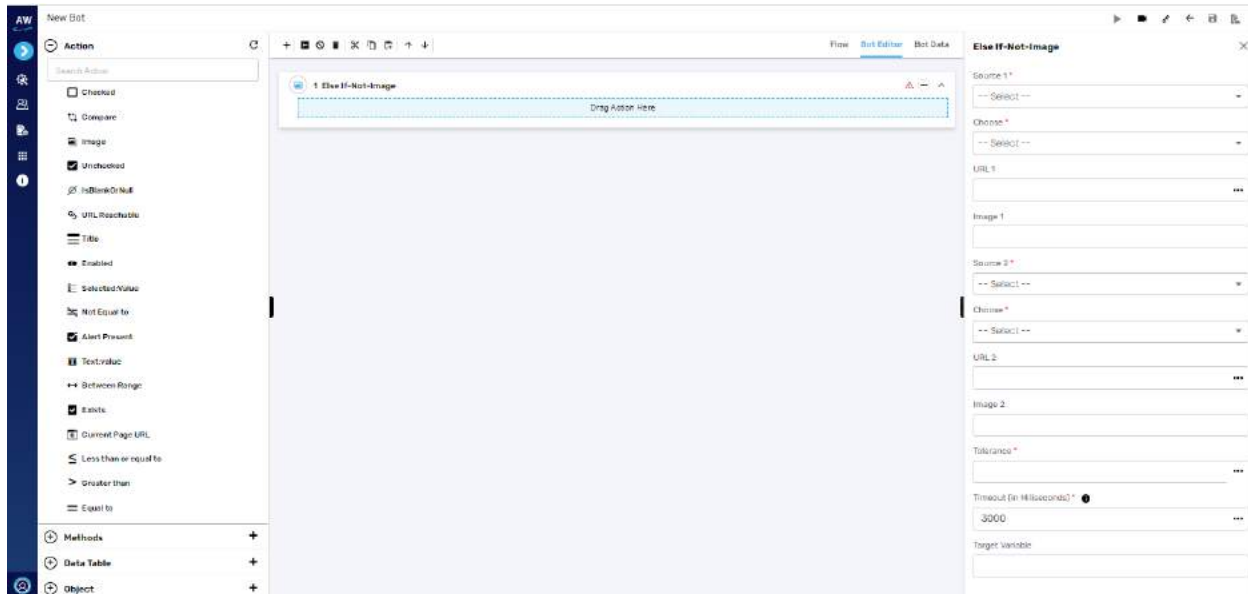 AW
New Bot
Action
Search Action
Checked
Compare
Image
Unchecked
IsBlankOrNull
URL Reachable
Title
Enabled
Selected:Value
Not Equal to
Alert Present
Text:value
Between Range
Exists
Current Page URL
Less than or equal to
Greater than
Equal to
Methods
Data Table
Object
Flow
Bot Editor
Bot Data
1 Else If-Not-Image
Drag Action Here
Else If-Not-Image
Source 1 *
-- Select --
Choose *
-- Select --
URL 1
Image 1
Source 2 *
-- Select --
Choose *
-- Select --
URL 2
Image 2
Tolerance *
Timeout (in Milliseconds) *
3000
Target Variable